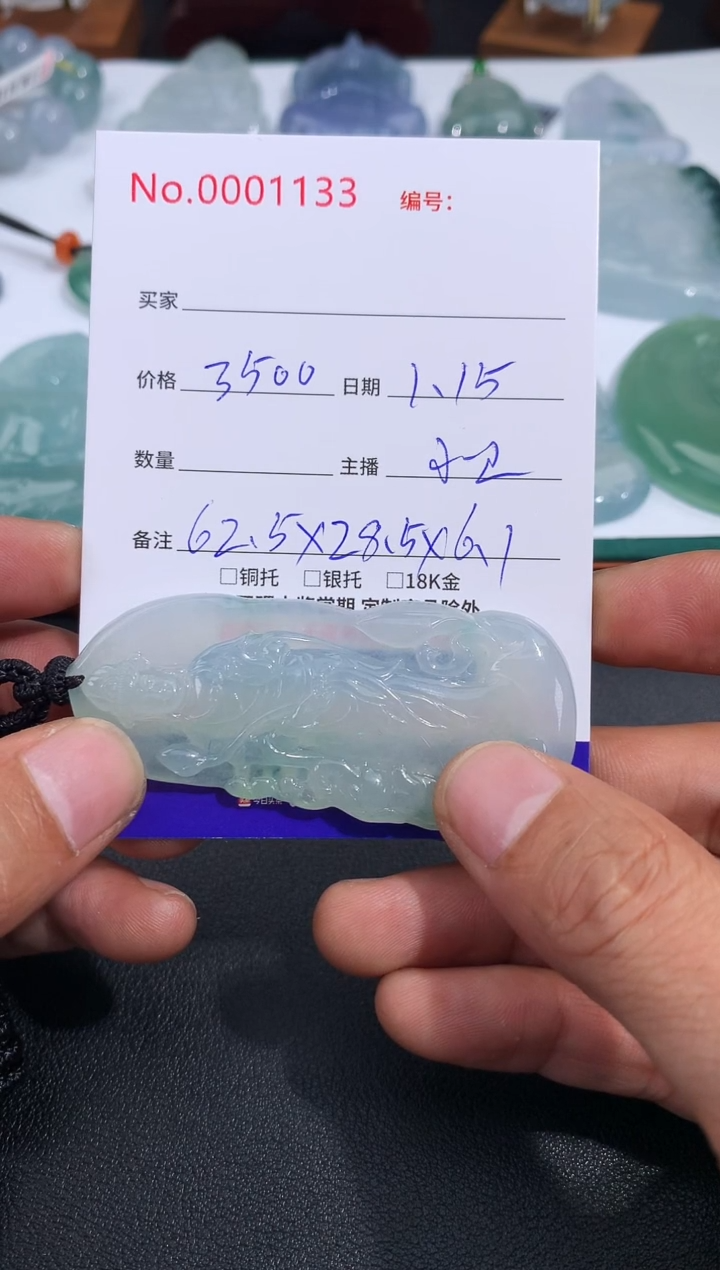 No.0001133 编号：
买家
价格 3500 日期 1.15
数量 主播
备注 62.5X28.5X6.1
□铜托 □银托 □18K金